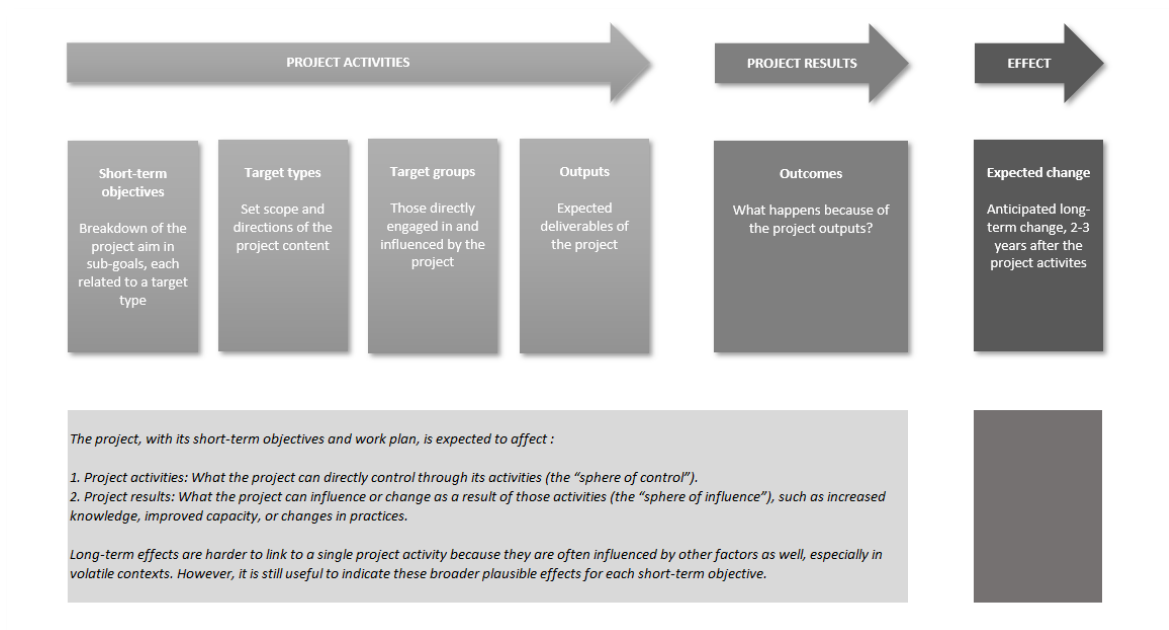 PROJECT ACTIVITIES
PROJECT RESULTS
EFFECT
Short-term
objectives
Breakdown of the
project aim in
sub-goals, each
related to a target
type
Target types
Set scope and
directions of the
project content
Target groups
Those directly
engaged in and
influenced by the
project
Outputs
Expected
deliverables of
the project
Outcomes
What happens because of
the project outputs?
Expected change
Anticipated long-
term change, 2-3
years after the
project activites
The project, with its short-term objectives and work plan, is expected to affect :
1. Project activities: What the project can directly control through its activities (the “sphere of control”).
2. Project results: What the project can influence or change as a result of those activities (the “sphere of influence”), such as increased
knowledge, improved capacity, or changes in practices.
Long-term effects are harder to link to a single project activity because they are often influenced by other factors as well, especially in
volatile contexts. However, it is still useful to indicate these broader plausible effects for each short-term objective.